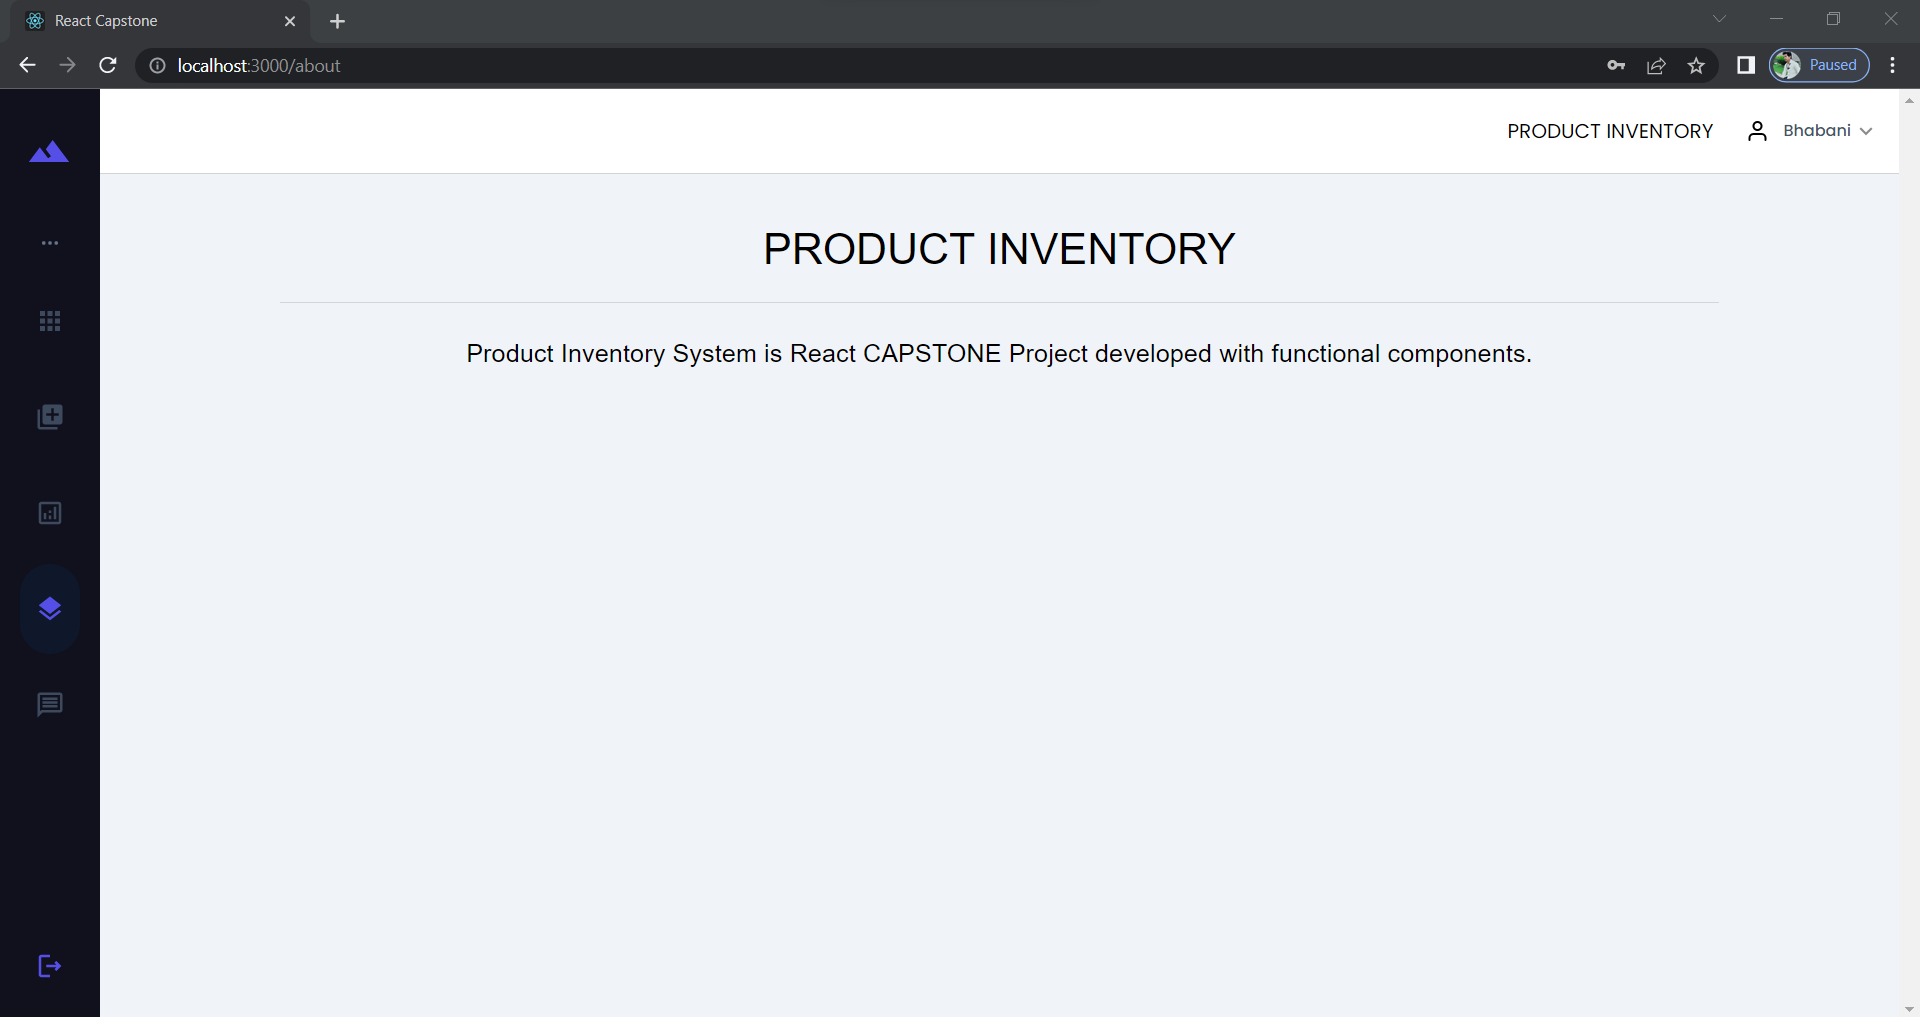 React Capstone
localhost:3000/about
Paused
PRODUCT INVENTORY
Bhabani
PRODUCT INVENTORY
Product Inventory System is React CAPSTONE Project developed with functional components.